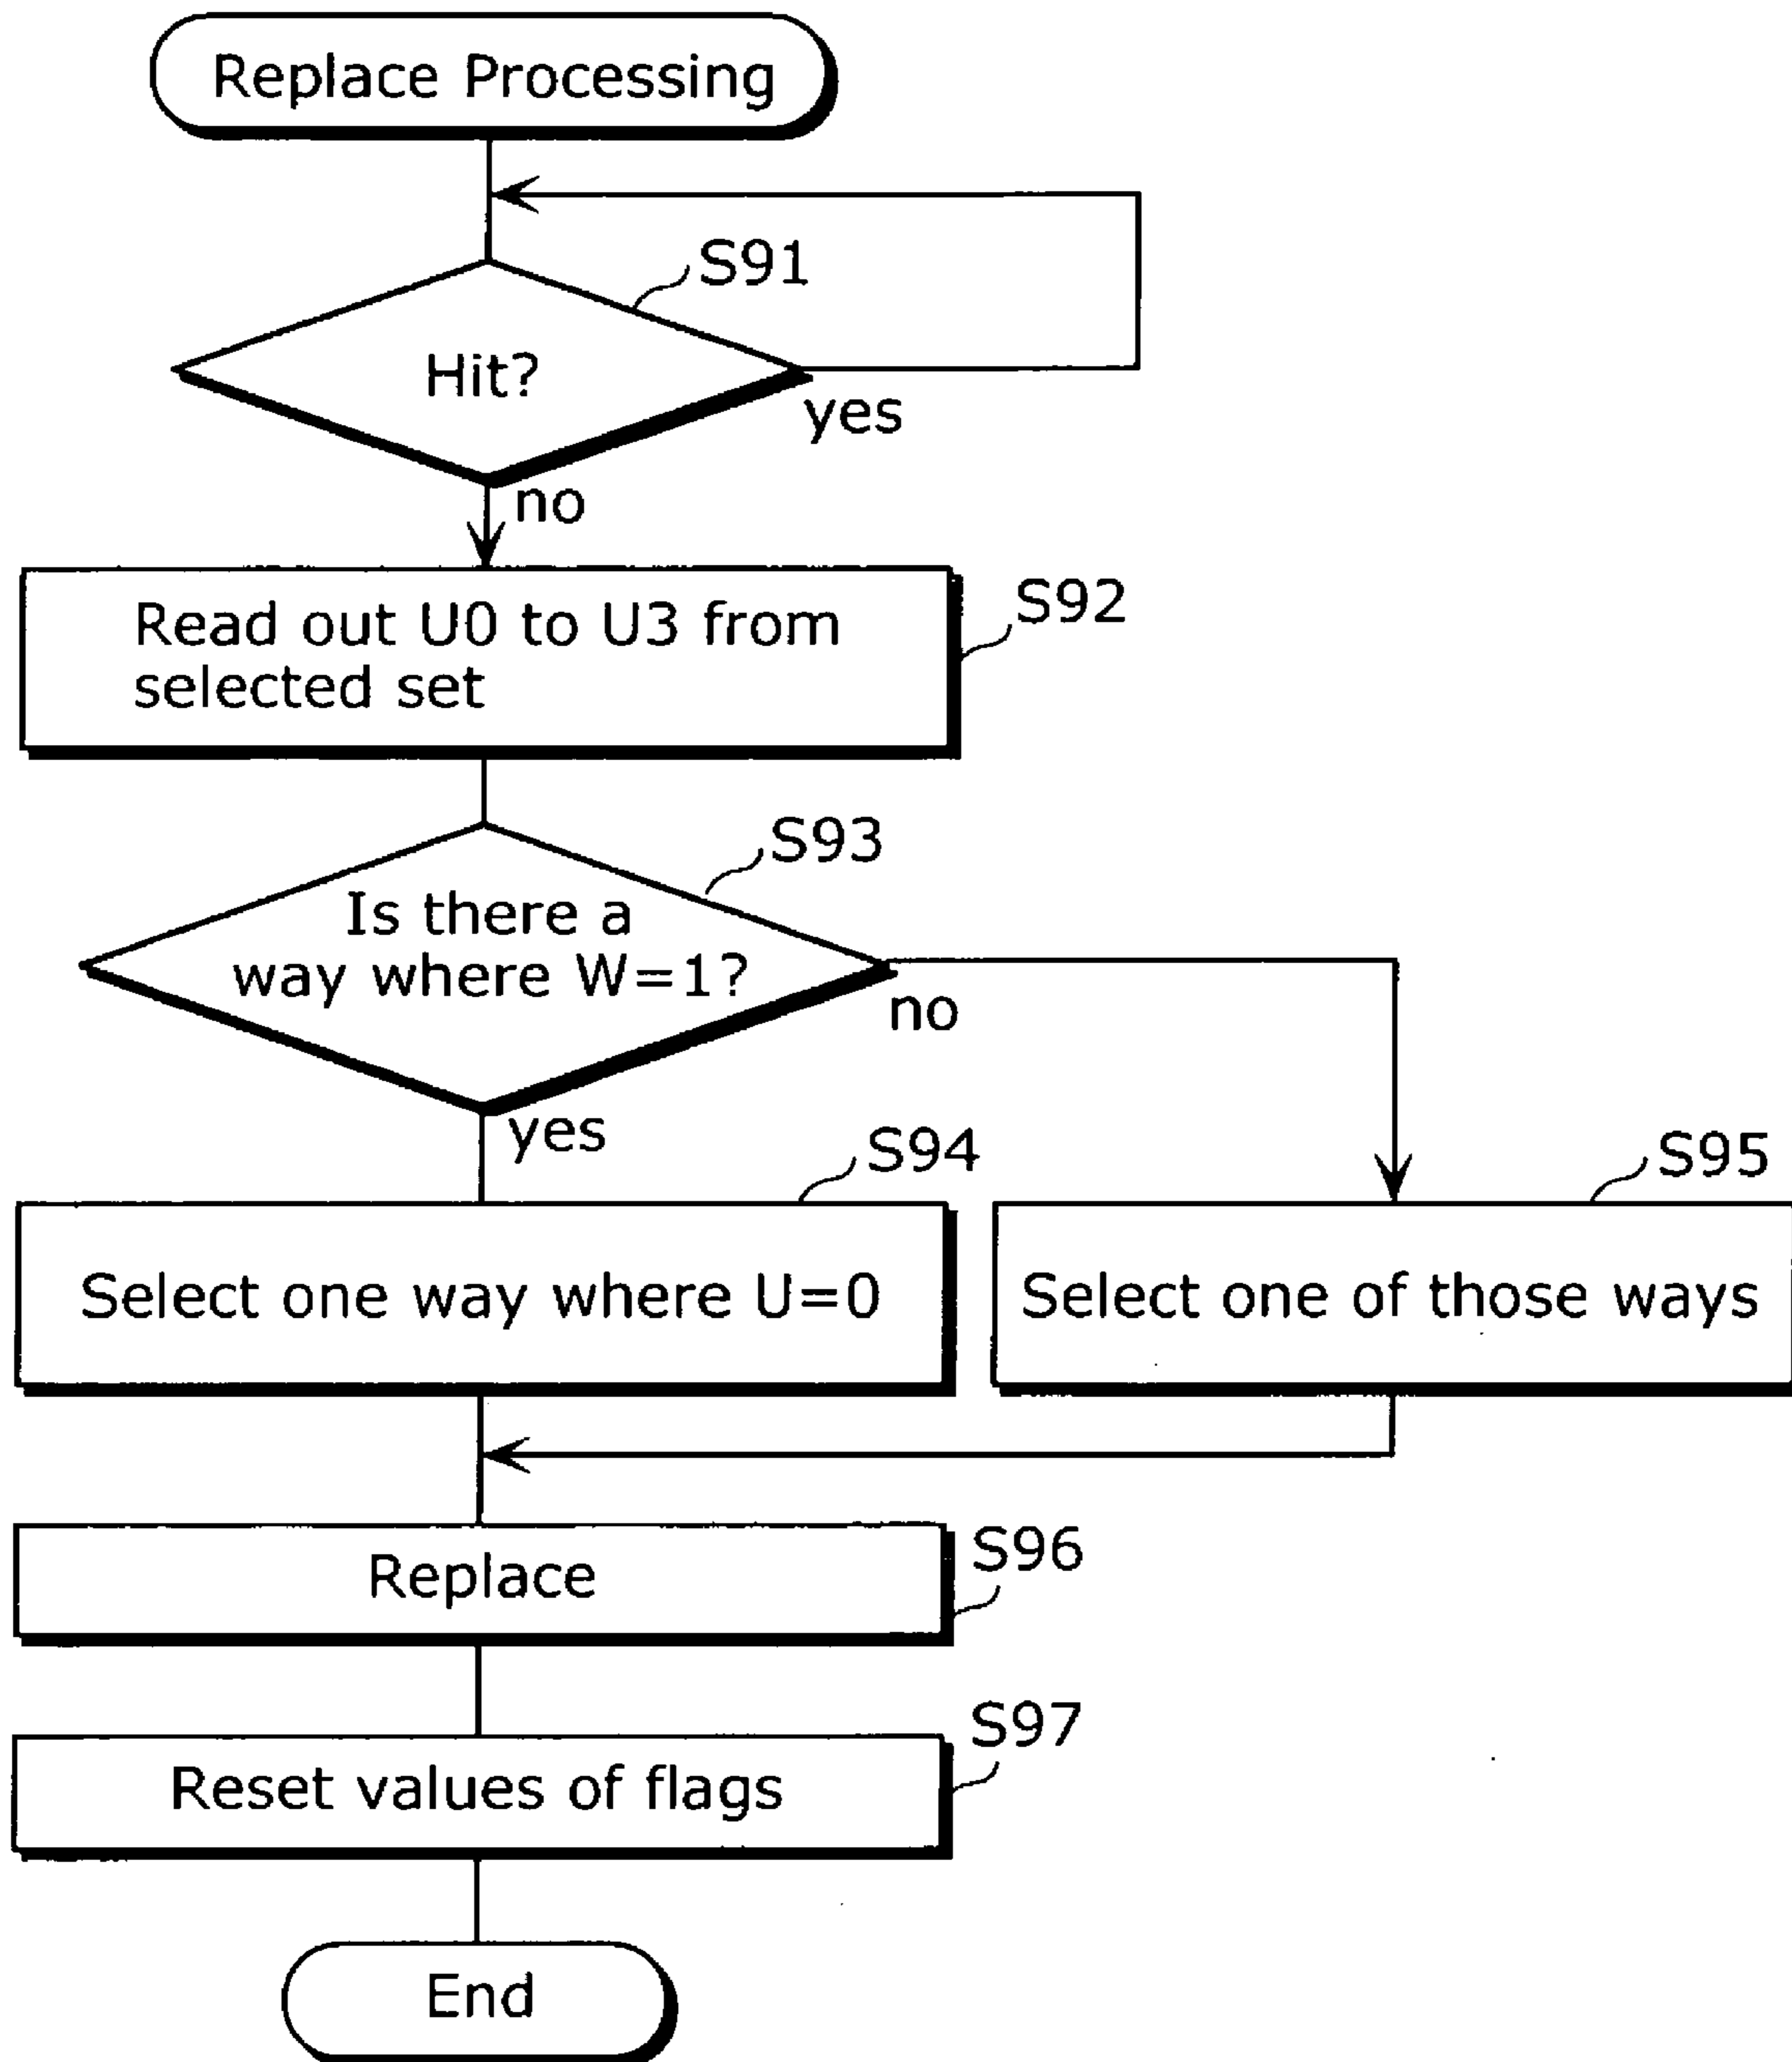 Replace Processing
S91
Hit?
yes
no
S92
Read out U0 to U3 from
selected set
S93
Is there a
way where W=1?
no
yes
S94
S95
Select one way where U=0
Select one of those ways
S96
Replace
S97
Reset values of flags
End